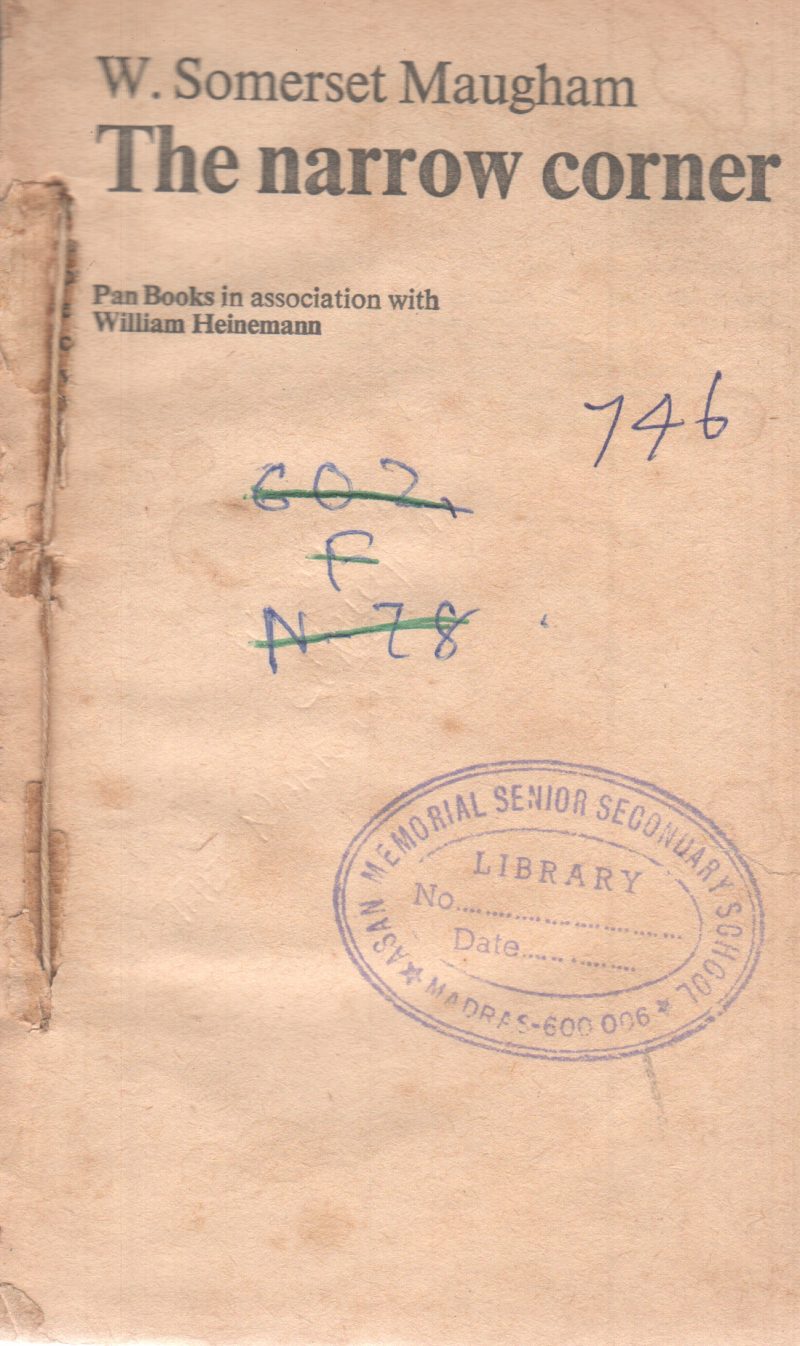 W. Somerset Maugham
The narrow corner
Pan Books in association with
William Heinemann
746
602,
F
N-78
ASAN MEMORIAL SENIOR SECONDARY SCHOOL
LIBRARY
No....................
Date.............
★ MADRAS-600 006 ★